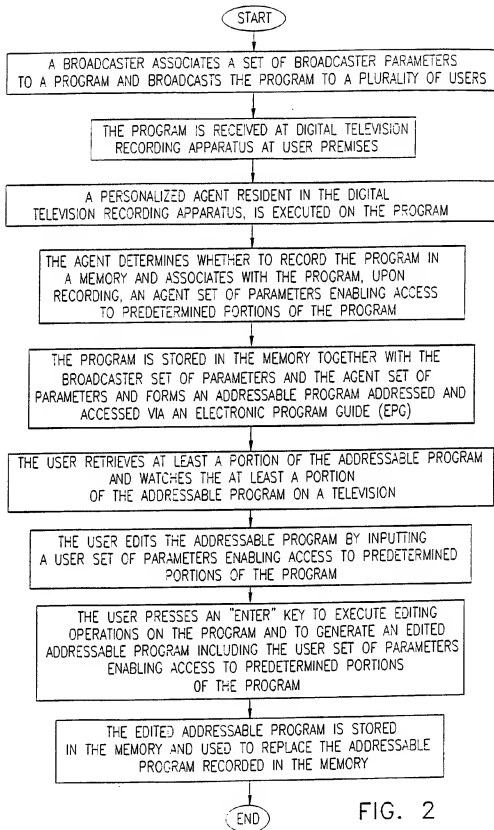 START
A BROADCASTER ASSOCIATES A SET OF BROADCASTER PARAMETERS
TO A PROGRAM AND BROADCASTS THE PROGRAM TO A PLURALITY OF USERS
THE PROGRAM IS RECEIVED AT DIGITAL TELEVISION
RECORDING APPARATUS AT USER PREMISES
A PERSONALIZED AGENT RESIDENT IN THE DIGITAL
TELEVISION RECORDING APPARATUS, IS EXECUTED ON THE PROGRAM
THE AGENT DETERMINES WHETHER TO RECORD THE PROGRAM IN
A MEMORY AND ASSOCIATES WITH THE PROGRAM, UPON
RECORDING, AN AGENT SET OF PARAMETERS ENABLING ACCESS
TO PREDETERMINED PORTIONS OF THE PROGRAM
THE PROGRAM IS STORED IN THE MEMORY TOGETHER WITH THE
BROADCASTER SET OF PARAMETERS AND THE AGENT SET OF
PARAMETERS AND FORMS AN ADDRESSABLE PROGRAM ADDRESSED AND
ACCESSED VIA AN ELECTRONIC PROGRAM GUIDE (EPG)
THE USER RETRIEVES AT LEAST A PORTION OF THE ADDRESSABLE PROGRAM
AND WATCHES THE AT LEAST A PORTION
OF THE ADDRESSABLE PROGRAM ON A TELEVISION
THE USER EDITS THE ADDRESSABLE PROGRAM BY INPUTTING
A USER SET OF PARAMETERS ENABLING ACCESS TO PREDETERMINED
PORTIONS OF THE PROGRAM
THE USER PRESSES AN "ENTER" KEY TO EXECUTE EDITING
OPERATIONS ON THE PROGRAM AND TO GENERATE AN EDITED
ADDRESSABLE PROGRAM INCLUDING THE USER SET OF PARAMETERS
ENABLING ACCESS TO PREDETERMINED PORTIONS
OF THE PROGRAM
THE EDITED ADDRESSABLE PROGRAM IS STORED
IN THE MEMORY AND USED TO REPLACE THE ADDRESSABLE
PROGRAM RECORDED IN THE MEMORY
END
FIG. 2